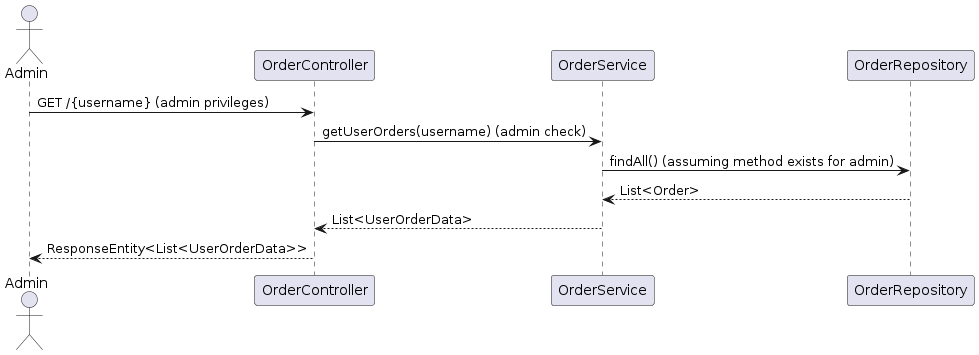 Admin
OrderController
OrderService
OrderRepository
GET /{username} (admin privileges)
getUserOrders(username) (admin check)
findAll() (assuming method exists for admin)
List<Order>
List<UserOrderData>
ResponseEntity<List<UserOrderData>>
Admin
OrderController
OrderService
OrderRepository